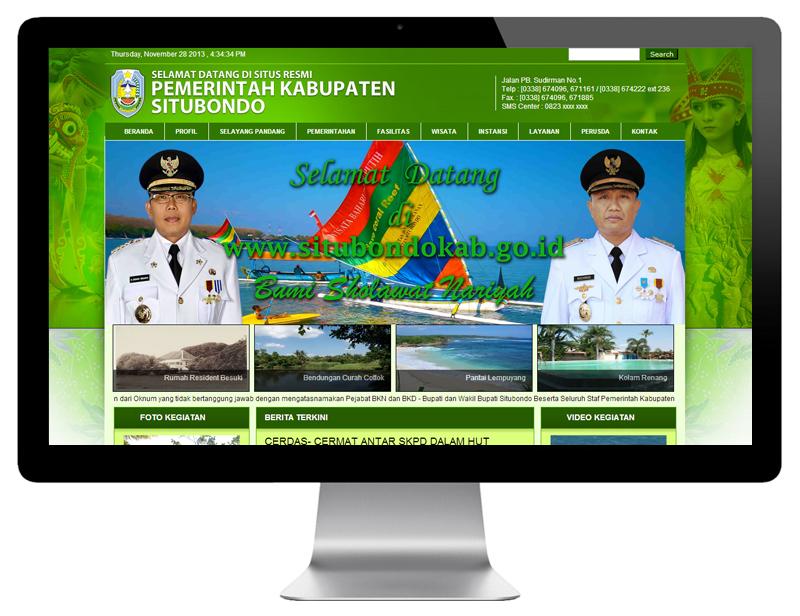 Thursday, November 28 2013 , 4:34:34 PM
Search
SELAMAT DATANG DI SITUS RESMI
PEMERINTAH KABUPATEN
SITUBONDO
Jalan PB. Sudirman No.1
Telp : [0338] 674096, 671161 / [0338] 674222 ext 236
Fax. : [0338] 674096, 671885
SMS Center : 0823 xxxx xxxx
BERANDA PROFIL SELAYANG PANDANG PEMERINTAHAN FASILITAS WISATA INSTANSI LAYANAN PERUSDA KONTAK
Selamat Datang
di
www.situbondokab.go.id
Bumi Sholawat Nariyah
Rumah Resident Besuki
Bendungan Curah Cottok
Pantai Lempuyang
Kolam Renang
n dari Oknum yang tidak bertanggung jawab dengan mengatasnamakan Pejabat BKN dan BKD - Bupati dan Wakil Bupati Situbondo Beserta Seluruh Staf Pemerintah Kabupaten
FOTO KEGIATAN
BERITA TERKINI
VIDEO KEGIATAN
CERDAS- CERMAT ANTAR SKPD DALAM HUT